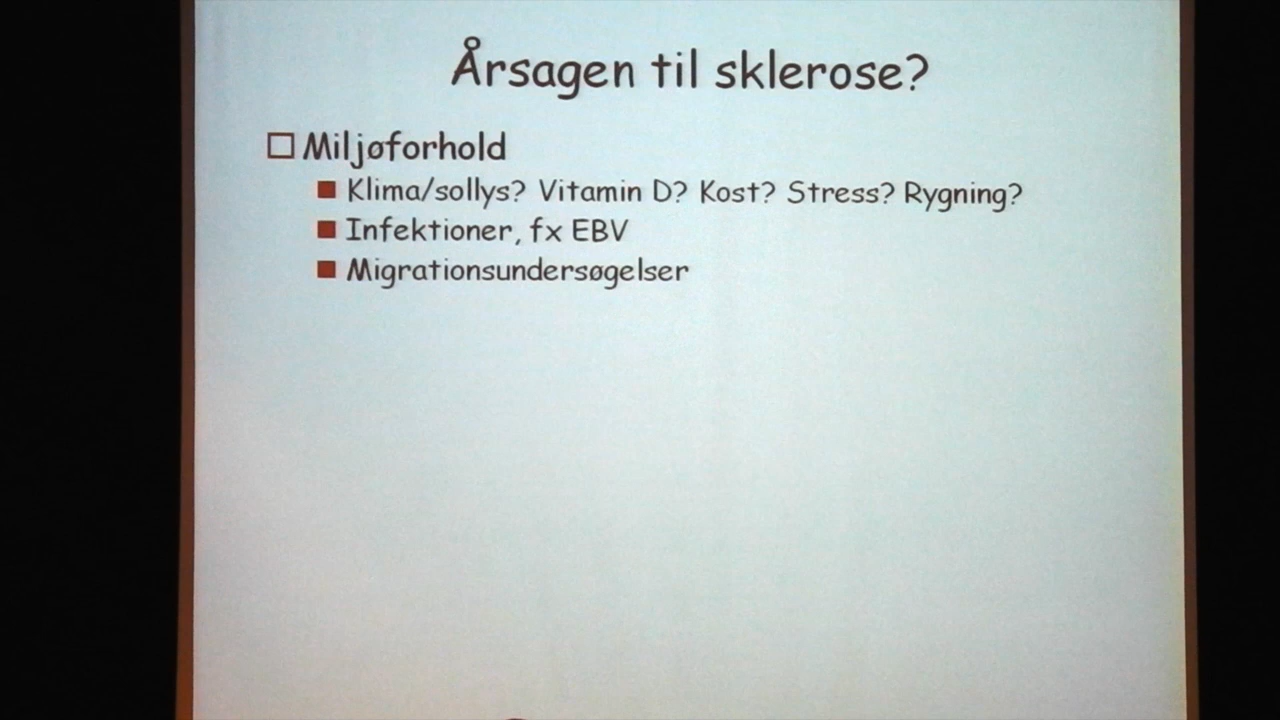 Årsagen til sklerose?
Miljøforhold
Klima/sollys? Vitamin D? Kost? Stress? Rygning?
Infektioner, fx EBV
Migrationsundersøgelser